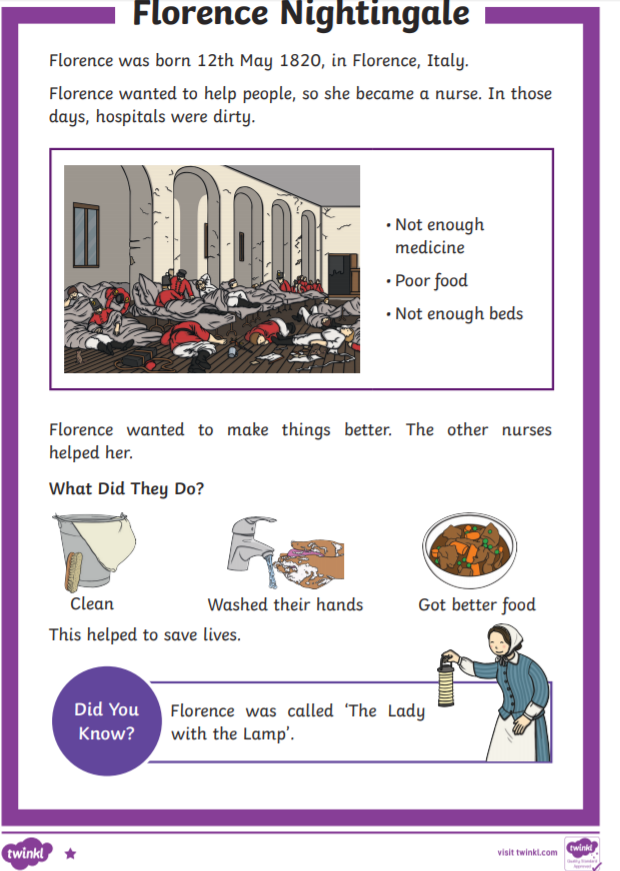 Florence Nightingale
Florence was born 12th May 1820, in Florence, Italy.
Florence wanted to help people, so she became a nurse. In those
days, hospitals were dirty.
• Not enough
medicine
• Poor food
• Not enough beds
Florence wanted to make things better. The other nurses
helped her.
What Did They Do?
Clean
Washed their hands
Got better food
This helped to save lives.
Did You
Know?
Florence was called ‘The Lady
with the Lamp’.
twinkl
visit twinkl.com
twinkl
Quality Standard
Approved